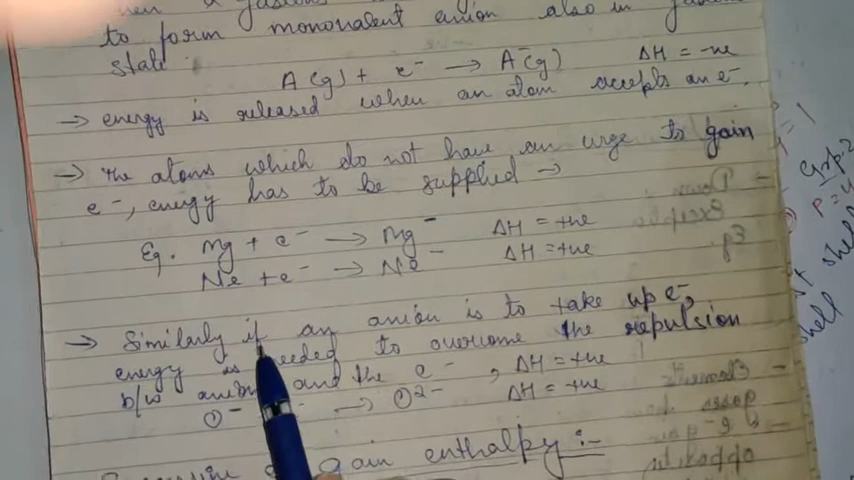 to form monovalent anion also in
state
A(g) + e⁻ → A⁻(g) ΔH = -ve
→ energy is released when an atom accepts an e⁻.
→ The atoms which do not have an urge to gain
e⁻, energy has to be supplied →
Eg. Mg + e⁻ → Mg⁻ ΔH = +ve
Ne + e⁻ → Ne⁻ ΔH = +ve
→ Similarly if an anion is to take up e⁻,
energy is needed to overcome the repulsion
b/w anion and the e⁻, ΔH = +ve
O⁻ → O²⁻ ΔH = +ve
gain enthalpy :-
shell
shell